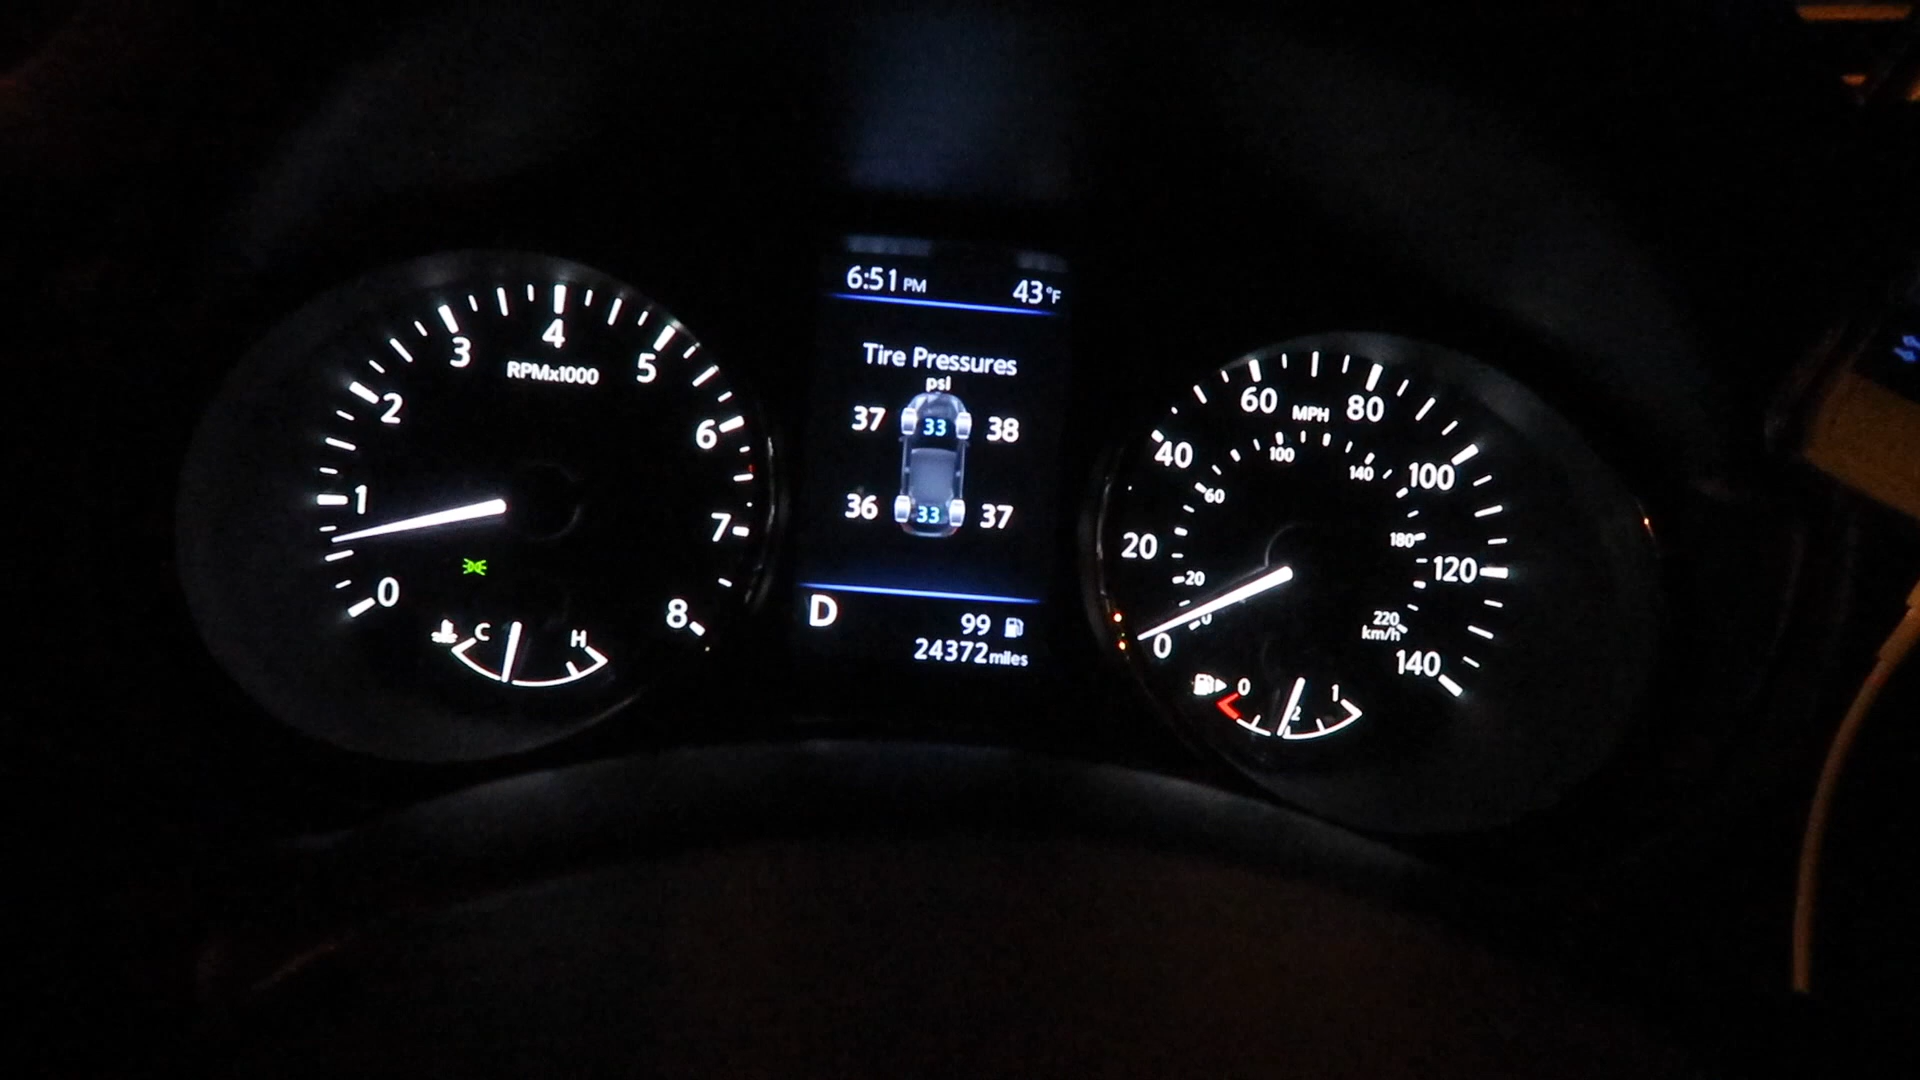 6:51 PM 43°F
Tire Pressures
psi
37 33 38
36 33 37
D 99
24372 miles
0
1
2
3
4
5
6
7
8
RPMx1000
C H
0
20
40
60
80
100
120
140
MPH
0
20
60
100
140
180
220
km/h
0 1
2